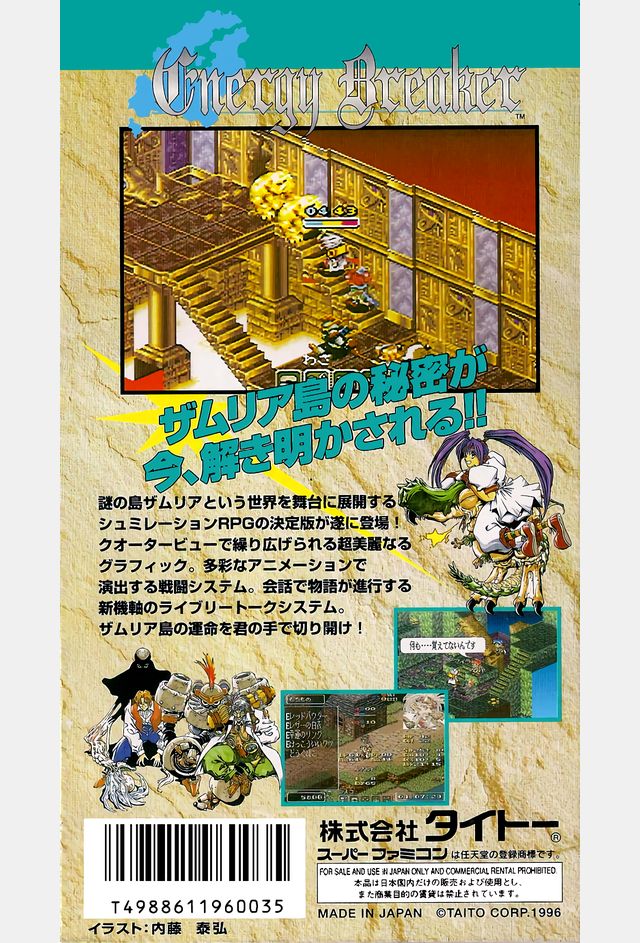 Energy Breaker
TM
04:43
わざ
ザムリア島の秘密が
今、解き明かされる!!
謎の島ザムリアという世界を舞台に展開する
シュミレーションRPGの決定版が遂に登場！
クオータービューで繰り広げられる超美麗なる
グラフィック。多彩なアニメーションで
演出する戦闘システム。会話で物語が進行する
新機軸のライブリートークシステム。
ザムリア島の運命を君の手で切り開け！
何も‥‥覚えてないんです
株式会社 タイトー®
スーパーファミコン は任天堂の登録商標です。
FOR SALE AND USE IN JAPAN ONLY AND COMMERCIAL RENTAL PROHIBITED.
本品は日本国内だけの販売および使用とし、
また商業目的の賃貸は禁止されています。
MADE IN JAPAN ©TAITO CORP.1996
T4988611960035
イラスト:内藤 泰弘